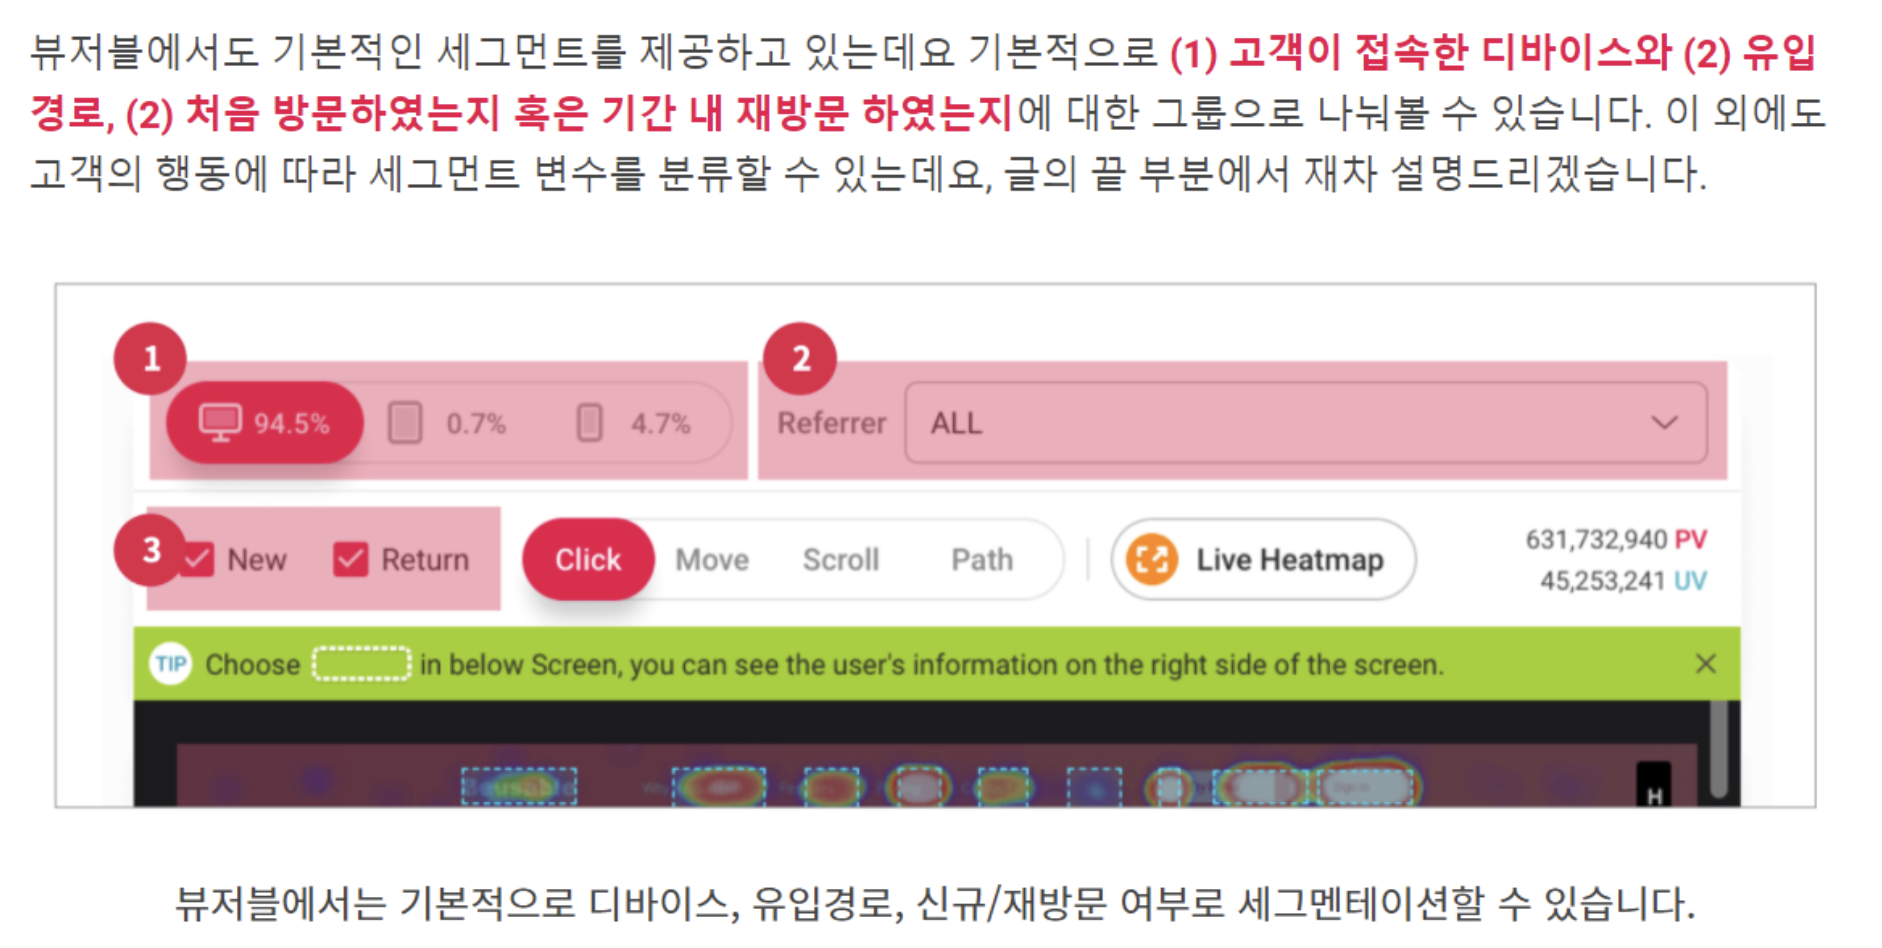 뷰저블에서도 기본적인 세그먼트를 제공하고 있는데요 기본적으로 (1) 고객이 접속한 디바이스와 (2) 유입
경로, (2) 처음 방문하였는지 혹은 기간 내 재방문 하였는지에 대한 그룹으로 나눠볼 수 있습니다. 이 외에도
고객의 행동에 따라 세그먼트 변수를 분류할 수 있는데요, 글의 끝 부분에서 재차 설명드리겠습니다.
1 2
94.5% 0.7% 4.7% Referrer ALL
3 New Return Click Move Scroll Path Live Heatmap
631,732,940 PV
45,253,241 UV
TIP Choose in below Screen, you can see the user's information on the right side of the screen.
H
뷰저블에서는 기본적으로 디바이스, 유입경로, 신규/재방문 여부로 세그멘테이션할 수 있습니다.